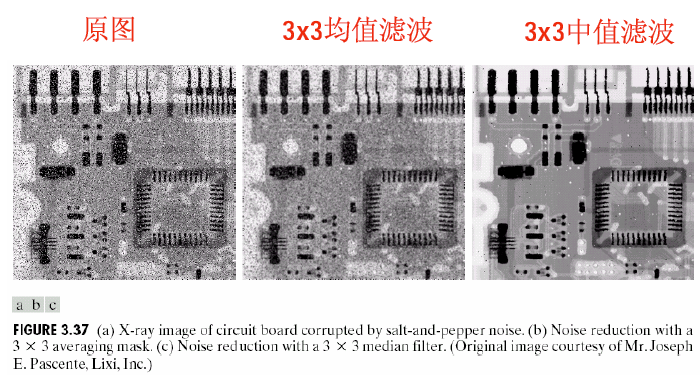 原图
3x3均值滤波
3x3中值滤波
a b c
FIGURE 3.37 (a) X-ray image of circuit board corrupted by salt-and-pepper noise. (b) Noise reduction with a
3 × 3 averaging mask. (c) Noise reduction with a 3 × 3 median filter. (Original image courtesy of Mr. Joseph
E. Pascente, Lixi, Inc.)